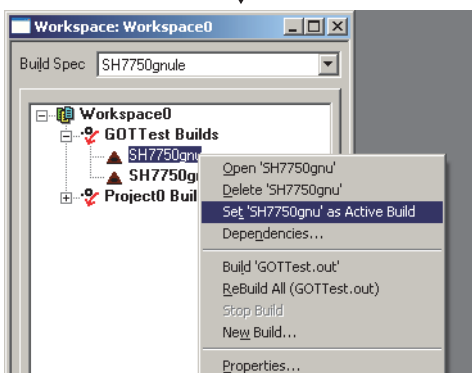 Workspace: Workspace0
Build Spec SH7750gnule
Workspace0
GOTTest Builds
SH7750gnu
Project0 Buil
Open 'SH7750gnu'
Delete 'SH7750gnu'
Set 'SH7750gnu' as Active Build
Dependencies...
Build 'GOTTest.out'
ReBuild All (GOTTest.out)
Stop Build
New Build...
Properties...